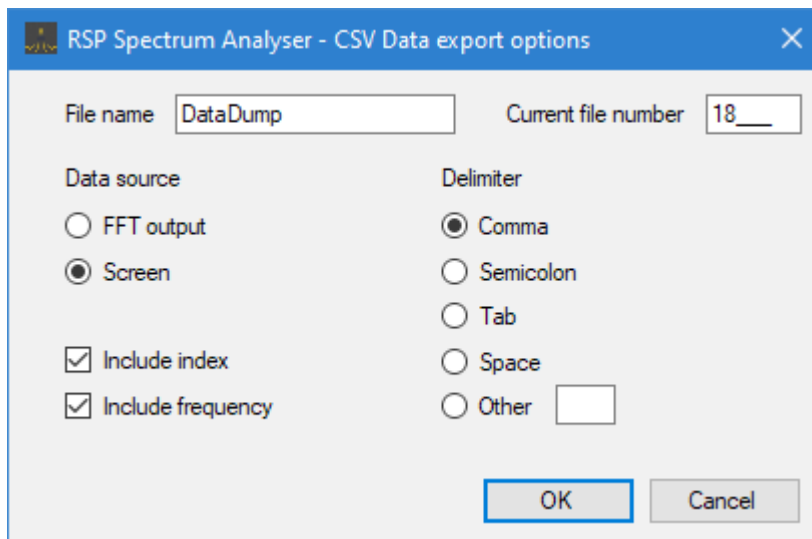 RSP Spectrum Analyser - CSV Data export options
File name DataDump Current file number 18___
Data source Delimiter
FFT output Comma
Screen Semicolon
Tab
Include index Space
Include frequency Other
OK Cancel